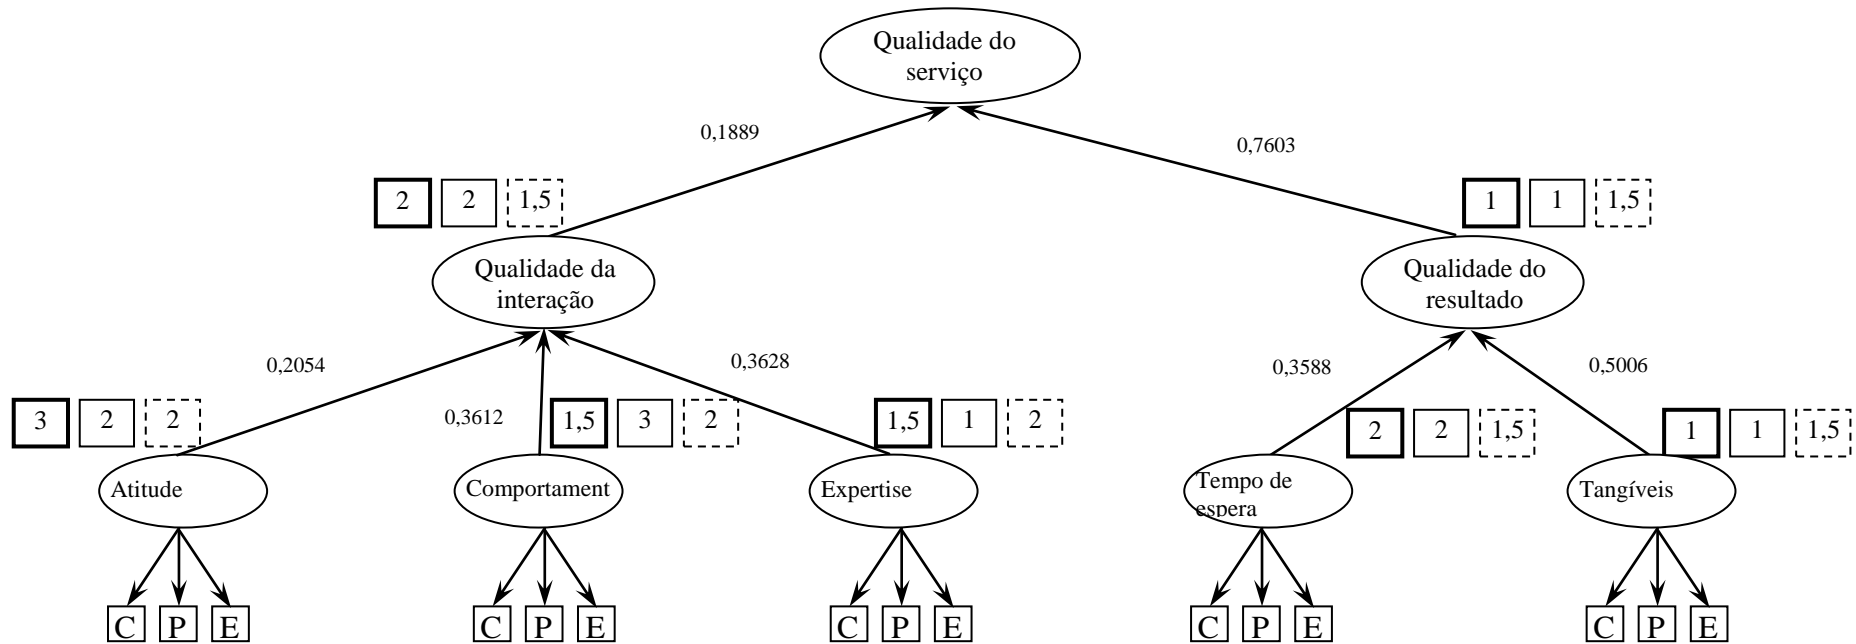 Qualidade do
serviço
0,1889
0,7603
2 2 1,5
1 1 1,5
Qualidade da
interação
Qualidade do
resultado
0,2054
0,3628
0,3588
0,5006
3 2 2
0,3612
1,5 3 2
1,5 1 2
2 2 1,5
1 1 1,5
Atitude
Comportament
Expertise
Tempo de
espera
Tangíveis
C P E
C P E
C P E
C P E
C P E